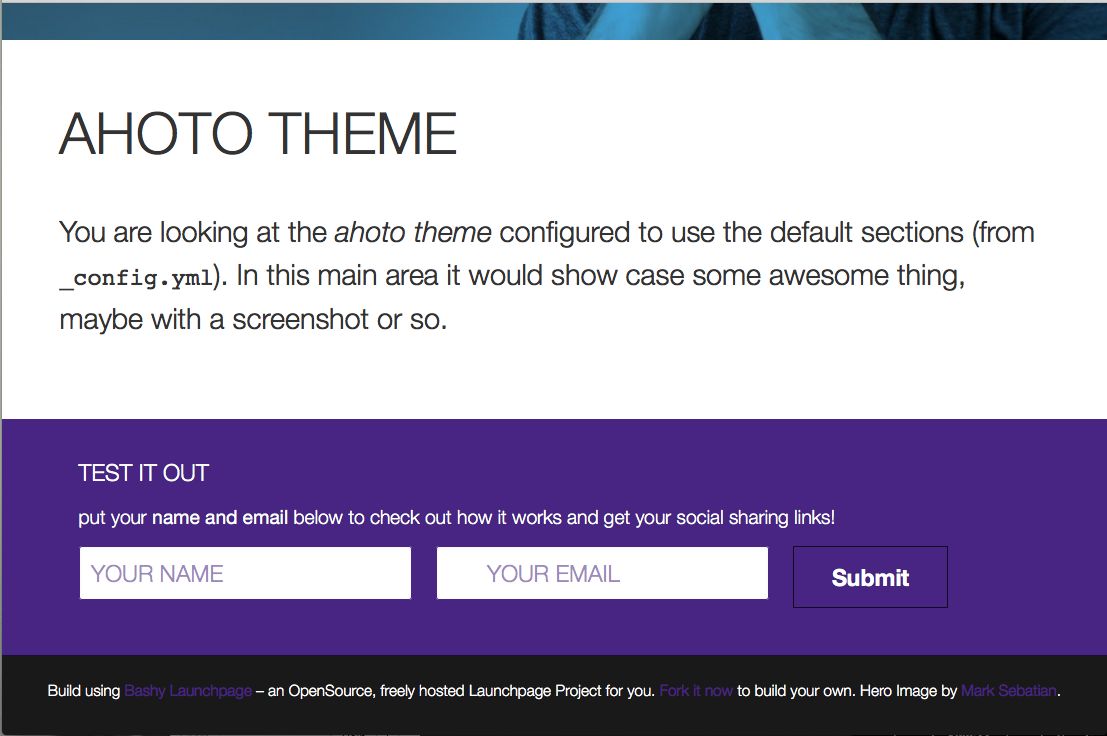 AHOTO THEME
You are looking at the ahoto theme configured to use the default sections (from
_config.yml). In this main area it would show case some awesome thing,
maybe with a screenshot or so.
TEST IT OUT
put your name and email below to check out how it works and get your social sharing links!
YOUR NAME YOUR EMAIL Submit
Build using Bashy Launchpage – an OpenSource, freely hosted Launchpage Project for you. Fork it now to build your own. Hero Image by Mark Sebatian.